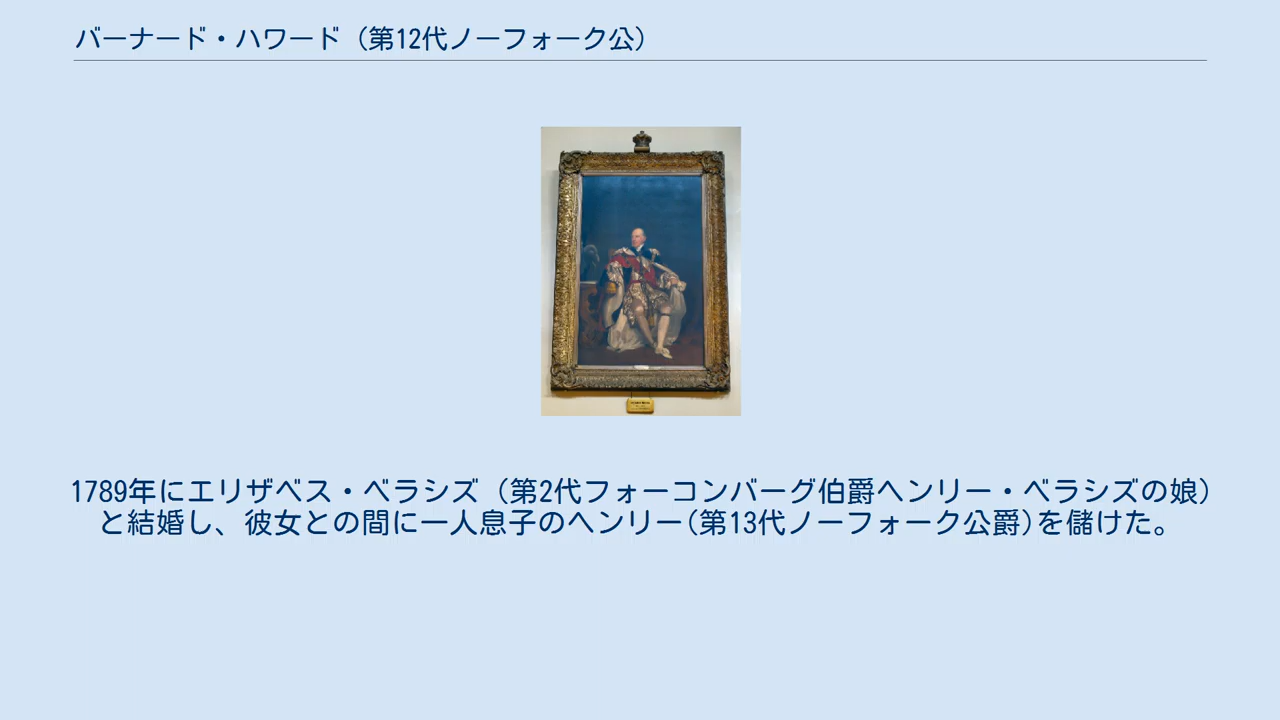 バーナード・ハワード（第12代ノーフォーク公）
1789年にエリザベス・ベラシズ（第2代フォーコンバーグ伯爵ヘンリー・ベラシズの娘）
と結婚し、彼女との間に一人息子のヘンリー(第13代ノーフォーク公爵)を儲けた。